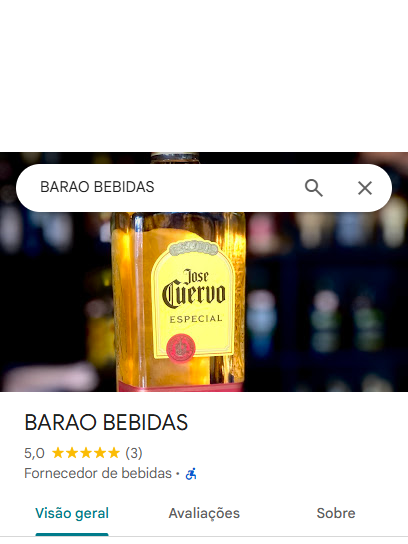 BARAO BEBIDAS
Jose
Cuervo
ESPECIAL
BARAO BEBIDAS
5,0 ★★★★★ (3)
Fornecedor de bebidas ·
Visão geral Avaliações Sobre